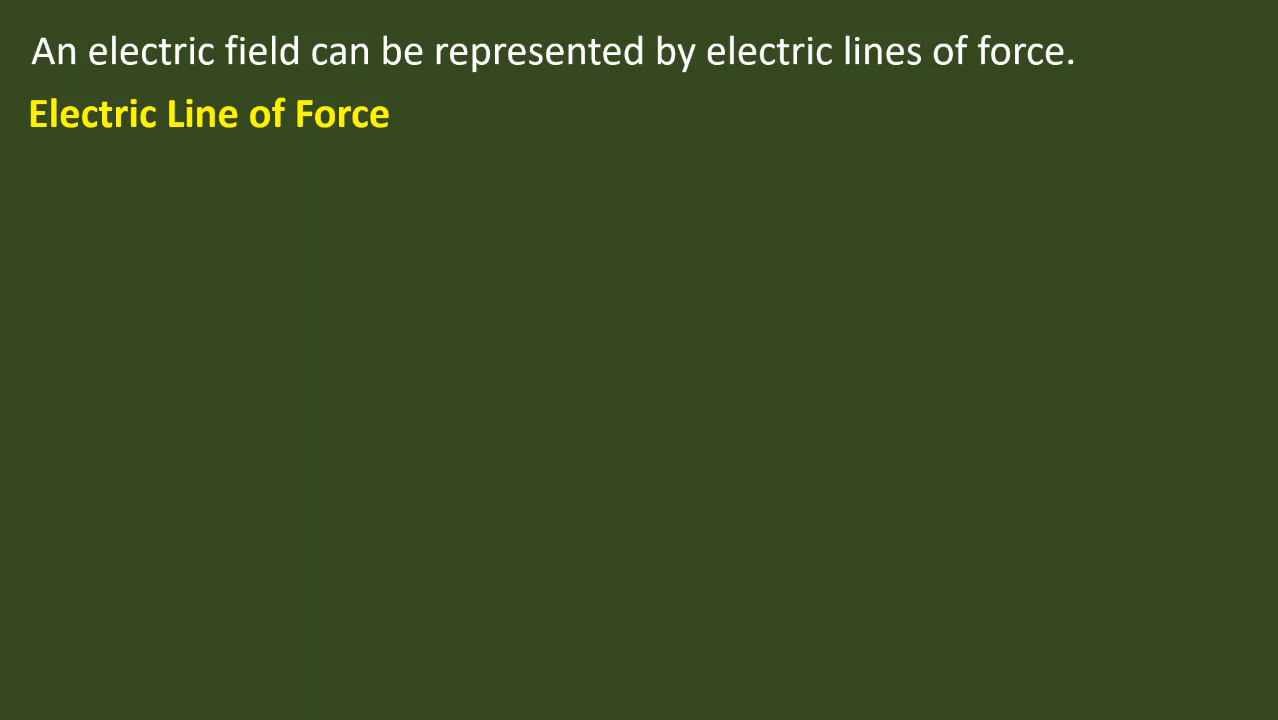 An electric field can be represented by electric lines of force.
Electric Line of Force